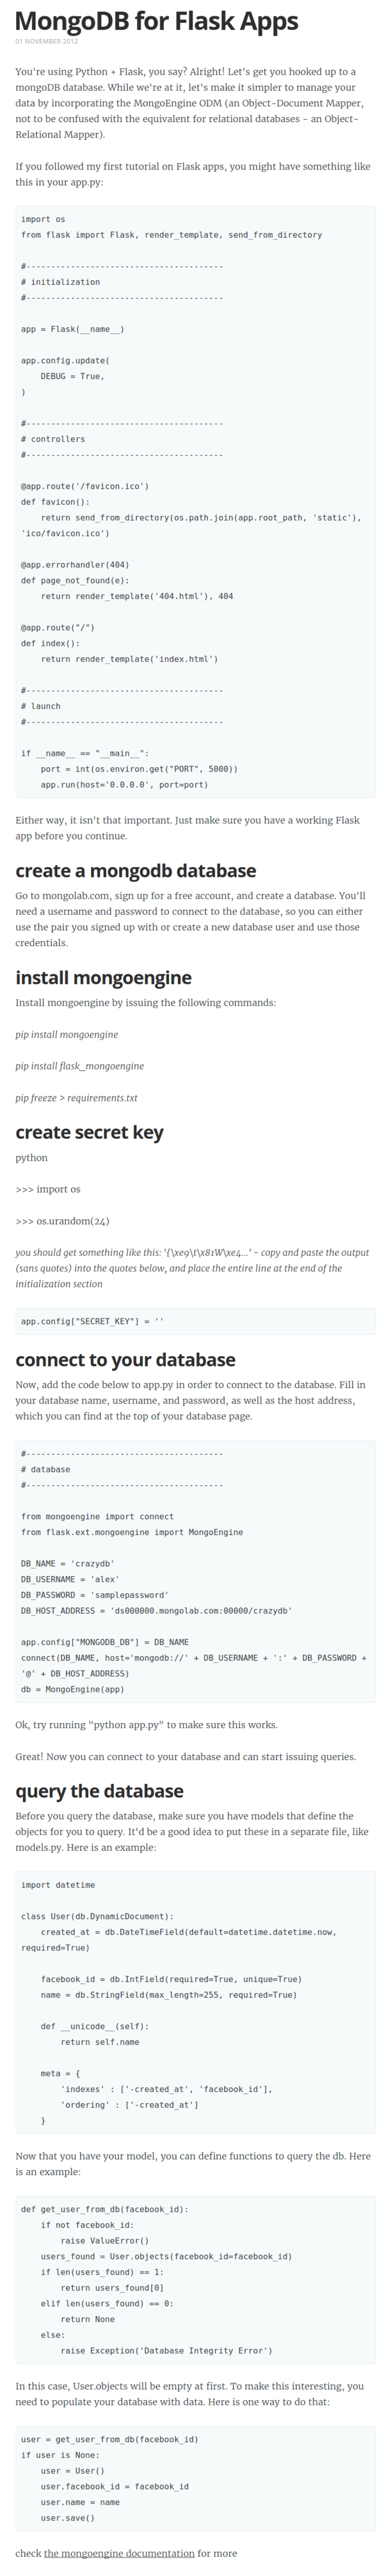 MongoDB for Flask Apps
01 NOVEMBER 2012
You're using Python + Flask, you say? Alright! Let's get you hooked up to a
mongoDB database. While we're at it, let's make it simpler to manage your
data by incorporating the MongoEngine ODM (an Object-Document Mapper,
not to be confused with the equivalent for relational databases - an Object-
Relational Mapper).
If you followed my first tutorial on Flask apps, you might have something like
this in your app.py:
import os
from flask import Flask, render_template, send_from_directory
#----------------------------------------
# initialization
#----------------------------------------
app = Flask(__name__)
app.config.update(
    DEBUG = True,
)
#----------------------------------------
# controllers
#----------------------------------------
@app.route('/favicon.ico')
def favicon():
    return send_from_directory(os.path.join(app.root_path, 'static'),
'ico/favicon.ico')
@app.errorhandler(404)
def page_not_found(e):
    return render_template('404.html'), 404
@app.route("/")
def index():
    return render_template('index.html')
#----------------------------------------
# launch
#----------------------------------------
if __name__ == "__main__":
    port = int(os.environ.get("PORT", 5000))
    app.run(host='0.0.0.0', port=port)
Either way, it isn't that important. Just make sure you have a working Flask
app before you continue.
create a mongodb database
Go to mongolab.com, sign up for a free account, and create a database. You'll
need a username and password to connect to the database, so you can either
use the pair you signed up with or create a new database user and use those
credentials.
install mongoengine
Install mongoengine by issuing the following commands:
pip install mongoengine
pip install flask_mongoengine
pip freeze > requirements.txt
create secret key
python
>>> import os
>>> os.urandom(24)
you should get something like this: '{\xe9\t\x81W\xe4...' - copy and paste the output
(sans quotes) into the quotes below, and place the entire line at the end of the
initialization section
app.config["SECRET_KEY"] = ''
connect to your database
Now, add the code below to app.py in order to connect to the database. Fill in
your database name, username, and password, as well as the host address,
which you can find at the top of your database page.
#----------------------------------------
# database
#----------------------------------------
from mongoengine import connect
from flask.ext.mongoengine import MongoEngine
DB_NAME = 'crazydb'
DB_USERNAME = 'alex'
DB_PASSWORD = 'samplepassword'
DB_HOST_ADDRESS = 'ds000000.mongolab.com:00000/crazydb'
app.config["MONGODB_DB"] = DB_NAME
connect(DB_NAME, host='mongodb://' + DB_USERNAME + ':' + DB_PASSWORD +
'@' + DB_HOST_ADDRESS)
db = MongoEngine(app)
Ok, try running "python app.py" to make sure this works.
Great! Now you can connect to your database and can start issuing queries.
query the database
Before you query the database, make sure you have models that define the
objects for you to query. It'd be a good idea to put these in a separate file, like
models.py. Here is an example:
import datetime
class User(db.DynamicDocument):
    created_at = db.DateTimeField(default=datetime.datetime.now,
required=True)
    facebook_id = db.IntField(required=True, unique=True)
    name = db.StringField(max_length=255, required=True)
    def __unicode__(self):
        return self.name
    meta = {
        'indexes' : ['-created_at', 'facebook_id'],
        'ordering' : ['-created_at']
    }
Now that you have your model, you can define functions to query the db. Here
is an example:
def get_user_from_db(facebook_id):
    if not facebook_id:
        raise ValueError()
    users_found = User.objects(facebook_id=facebook_id)
    if len(users_found) == 1:
        return users_found[0]
    elif len(users_found) == 0:
        return None
    else:
        raise Exception('Database Integrity Error')
In this case, User.objects will be empty at first. To make this interesting, you
need to populate your database with data. Here is one way to do that:
user = get_user_from_db(facebook_id)
if user is None:
    user = User()
    user.facebook_id = facebook_id
    user.name = name
    user.save()
check the mongoengine documentation for more